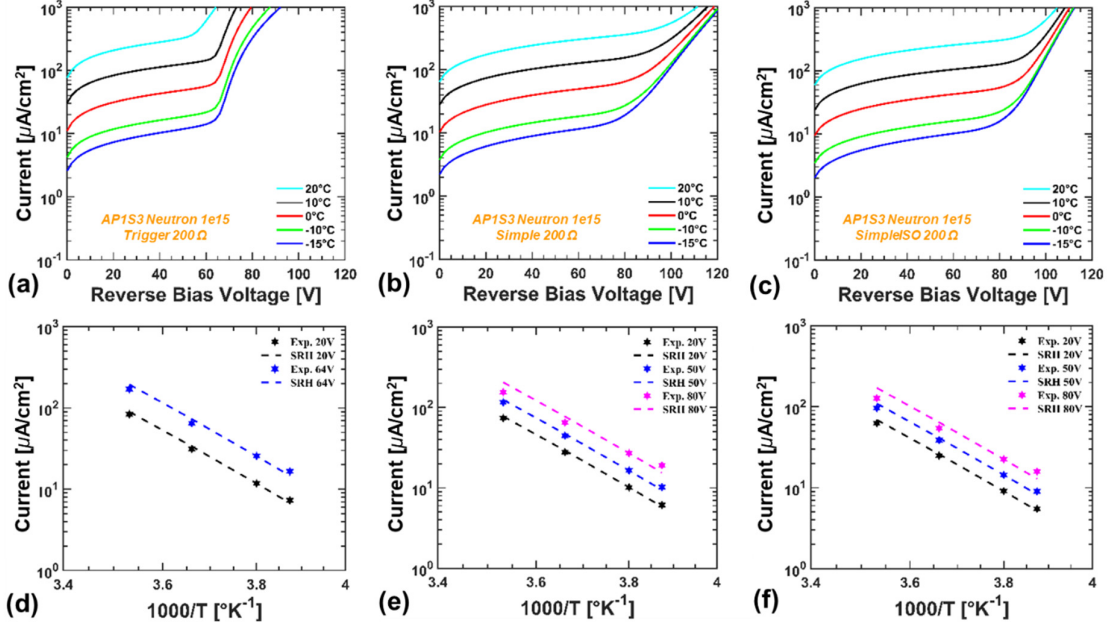 10³
10²
10¹
10⁰
10⁻¹
Current [µA/cm²]
20°C
10°C
0°C
-10°C
-15°C
AP1S3 Neutron 1e15
Trigger 200 Ω
0 20 40 60 80 100 120
(a) Reverse Bias Voltage [V]
10³
10²
10¹
10⁰
10⁻¹
Current [µA/cm²]
20°C
10°C
0°C
-10°C
-15°C
AP1S3 Neutron 1e15
Simple 200 Ω
0 20 40 60 80 100 120
(b) Reverse Bias Voltage [V]
10³
10²
10¹
10⁰
10⁻¹
Current [µA/cm²]
20°C
10°C
0°C
-10°C
-15°C
AP1S3 Neutron 1e15
SimpleISO 200 Ω
0 20 40 60 80 100 120
(c) Reverse Bias Voltage [V]
10³
10²
10¹
10⁰
Current [µA/cm²]
Exp. 20V
SRH 20V
Exp. 64V
SRH 64V
3.4 3.6 3.8 4
(d) 1000/T [°K⁻¹]
10³
10²
10¹
10⁰
Current [µA/cm²]
Exp. 20V
SRH 20V
Exp. 50V
SRH 50V
Exp. 80V
SRH 80V
3.4 3.6 3.8 4
(e) 1000/T [°K⁻¹]
10³
10²
10¹
10⁰
Current [µA/cm²]
Exp. 20V
SRH 20V
Exp. 50V
SRH 50V
Exp. 80V
SRH 80V
3.4 3.6 3.8 4
(f) 1000/T [°K⁻¹]